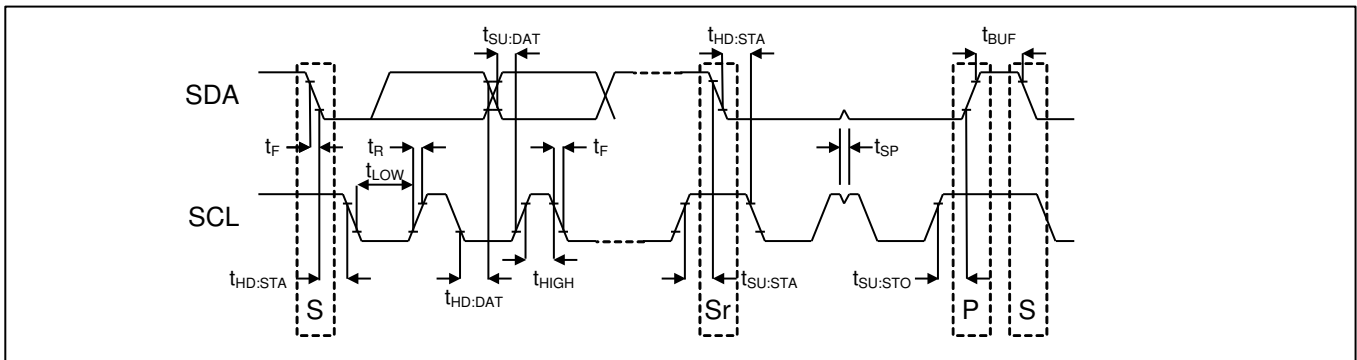 tSU:DAT tHD:STA tBUF
SDA
tF tR tF tSP
tLOW
SCL
tHD:STA tHD:DAT tHIGH tSU:STA tSU:STO
S Sr P S